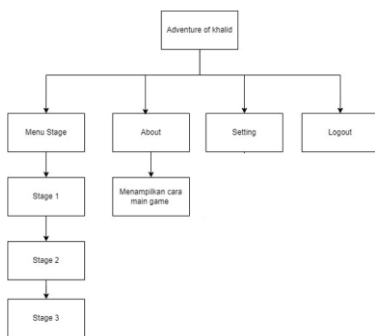 Adventure of khalid
Menu Stage
About
Setting
Logout
Stage 1
Menampilkan cara
main game
Stage 2
Stage 3